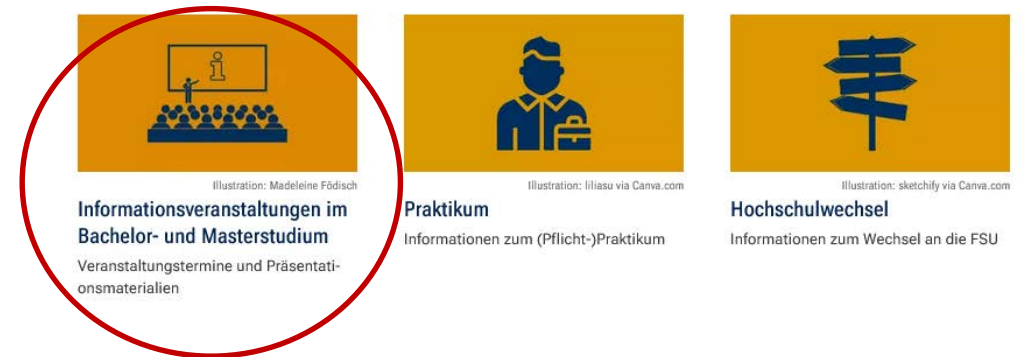 i
Illustration: Madeleine Födisch
Informationsveranstaltungen im
Bachelor- und Masterstudium
Veranstaltungstermine und Präsentati-
onsmaterialien
Illustration: liliasu via Canva.com
Praktikum
Informationen zum (Pflicht-)Praktikum
Illustration: sketchify via Canva.com
Hochschulwechsel
Informationen zum Wechsel an die FSU